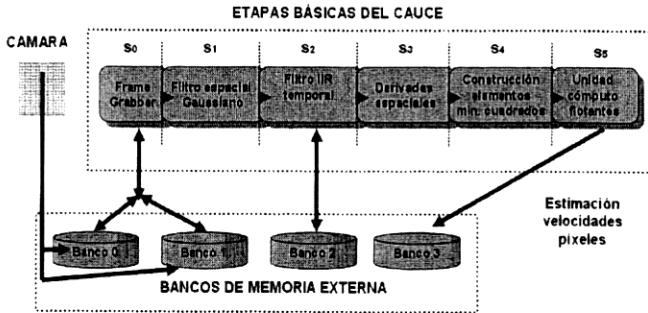 ETAPAS BÁSICAS DEL CAUCE
CAMARA
S0 S1 S2 S3 S4 S5
Frame
Grabber
Filtro espacial
Gaussiano
Filtro IIR
temporal
Derivadas
espaciales
Construcción
elementos
min. cuadrados
Unidad
cómputo
flotantes
Estimación
velocidades
pixeles
Banco 0
Banco 1
Banco 2
Banco 3
BANCOS DE MEMORIA EXTERNA